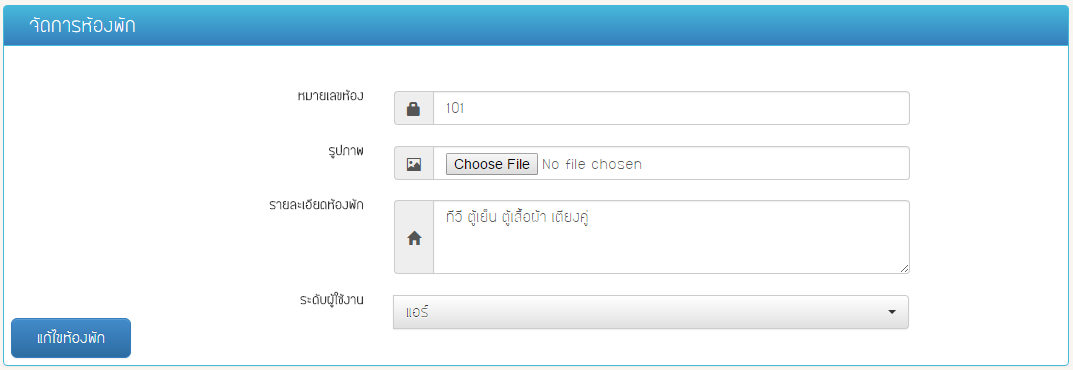 จัดการห้องพัก
หมายเลขห้อง
101
รูปภาพ
Choose File No file chosen
รายละเอียดห้องพัก
ทีวี ตู้เย็น ตู้เสื้อผ้า เตียงคู่
ระดับผู้ใช้งาน
แอร์
แก้ไขห้องพัก